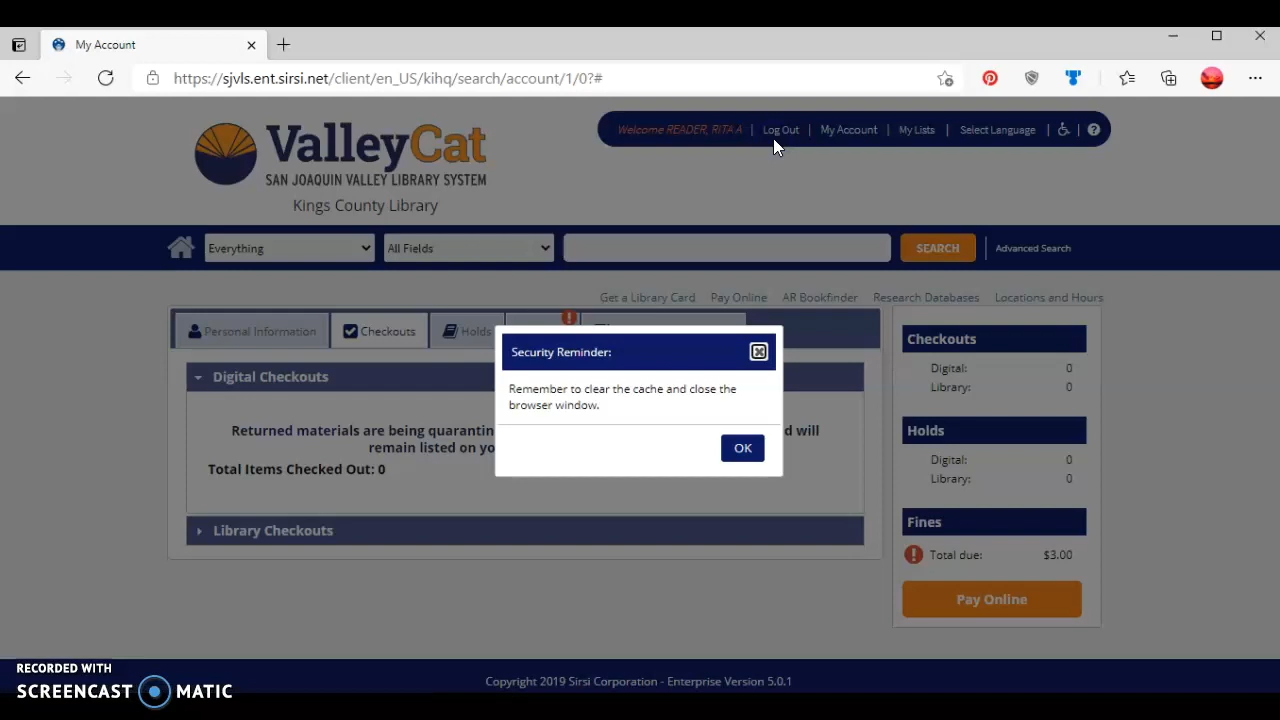 My Account
https://sjvls.ent.sirsi.net/client/en_US/kihq/search/account/1/0?#
ValleyCat
SAN JOAQUIN VALLEY LIBRARY SYSTEM
Kings County Library
Welcome READER, RITA A | Log Out | My Account | My Lists | Select Language | ?
Everything
All Fields
SEARCH
Advanced Search
Get a Library Card Pay Online AR Bookfinder Research Databases Locations and Hours
Personal Information
Checkouts
Holds
!
Digital Checkouts
Returned materials are being quarantin
d will
remain listed on yo
Total Items Checked Out: 0
Library Checkouts
Security Reminder:
Remember to clear the cache and close the
browser window.
OK
Checkouts
Digital: 0
Library: 0
Holds
Digital: 0
Library: 0
Fines
! Total due: $3.00
Pay Online
Copyright 2019 Sirsi Corporation - Enterprise Version 5.0.1
RECORDED WITH
SCREENCAST MATIC